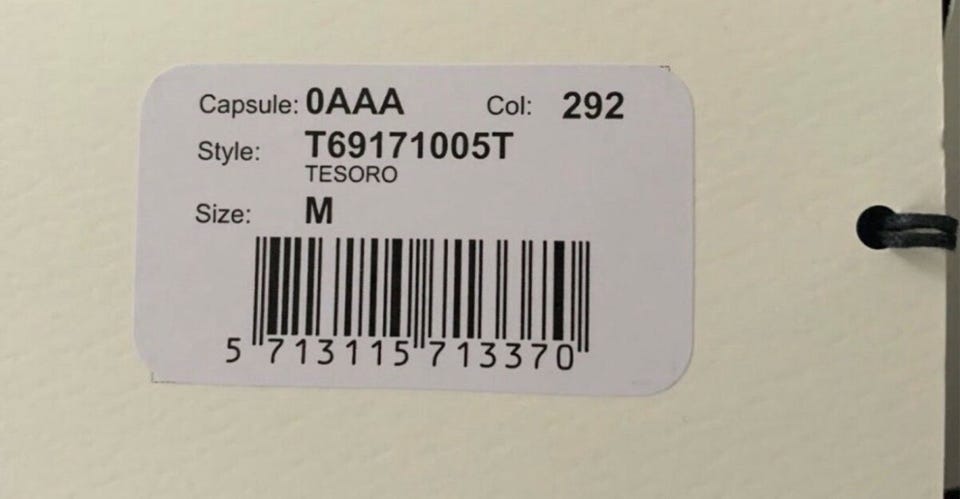 Capsule: 0AAA Col: 292
Style: T69171005T
TESORO
Size: M
5 713115 713370